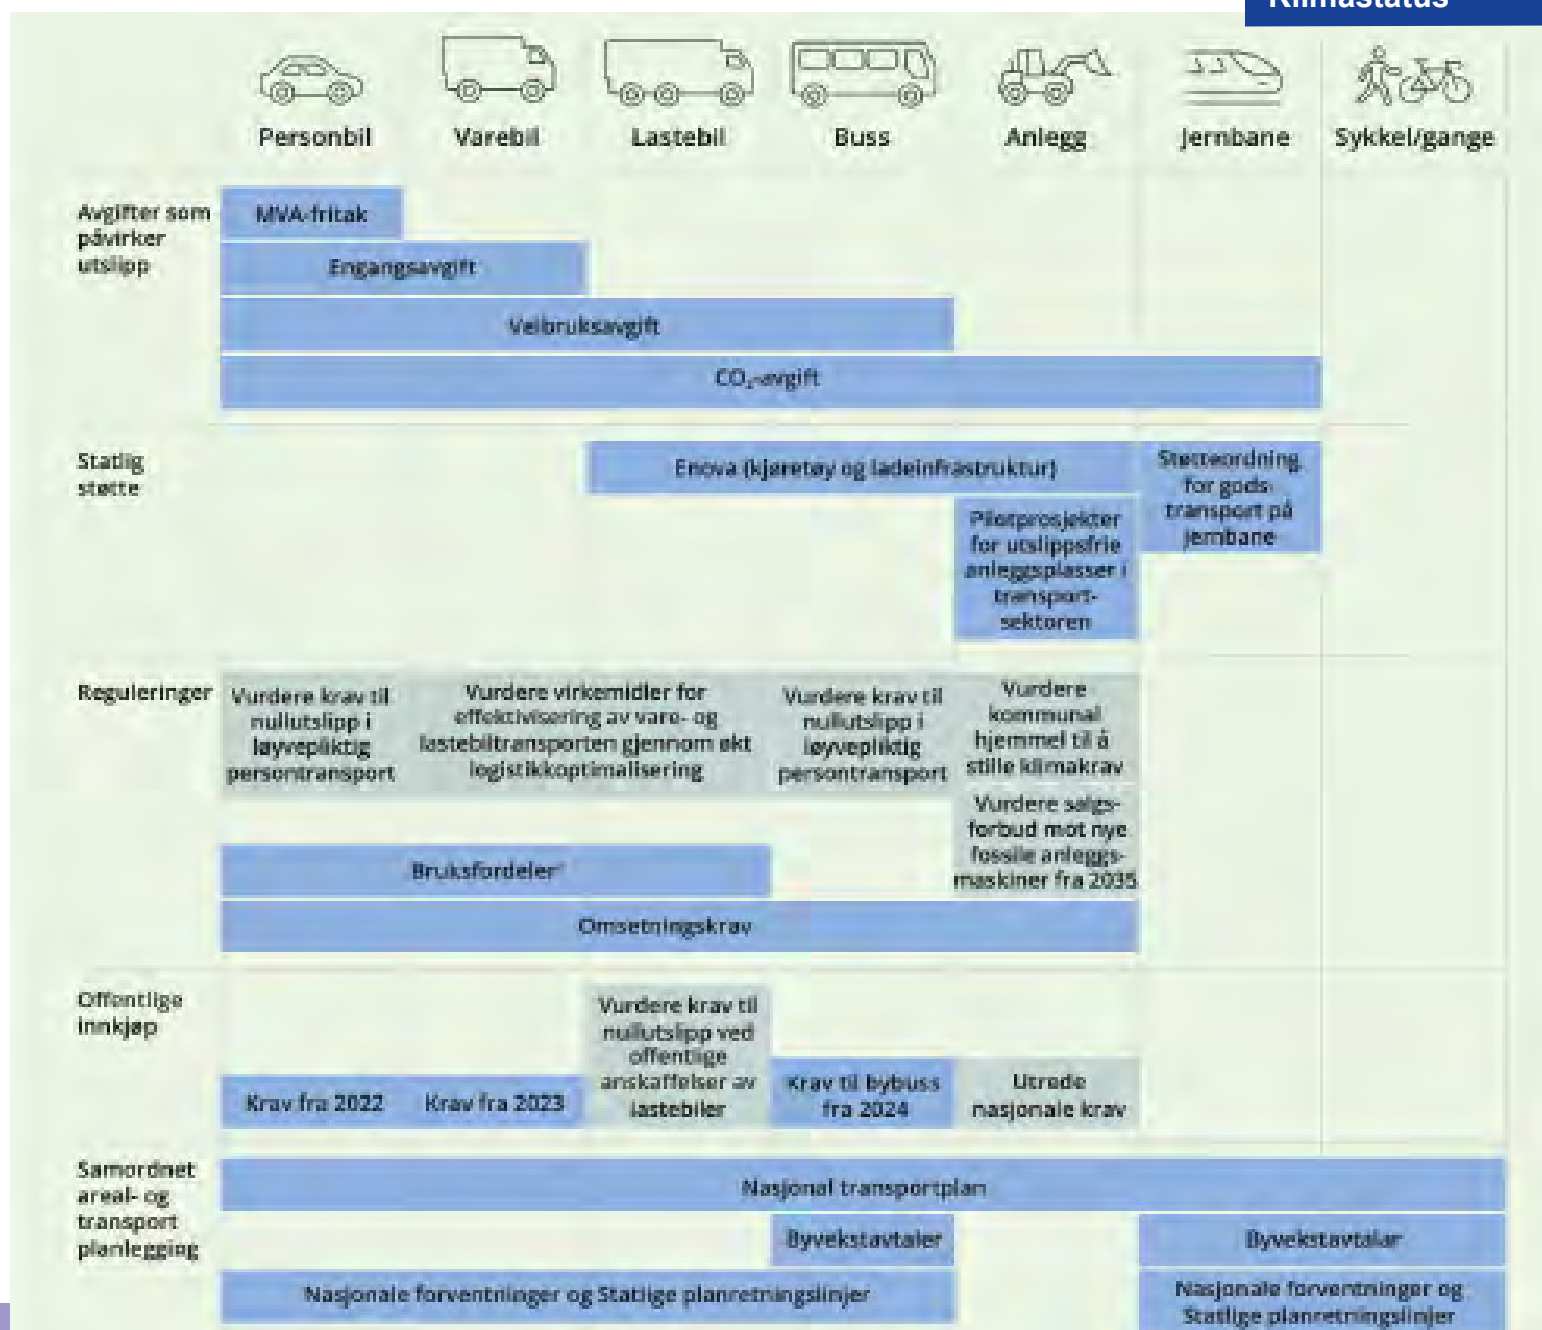 Klimastatus
Personbil
Varebil
Lastebil
Buss
Anlegg
Jernbane
Sykkel/gange
Avgifter som
påvirker
utslipp
MVA-fritak
Engangsavgift
Veibruksavgift
CO₂-avgift
Statlig
støtte
Enova (kjøretøy og ladeinfrastruktur)
Støtteordning
for gods-
transport på
jernbane
Pilotprosjekter
for utslippsfrie
anleggsplasser i
transport-
sektoren
Reguleringer
Vurdere krav til
nullutslipp i
løyvepliktig
persontransport
Vurdere virkemidler for
effektivisering av vare- og
lastebiltransporten gjennom økt
logistikkoptimalisering
Vurdere krav til
nullutslipp i
løyvepliktig
persontransport
Vurdere
kommunal
hjemmel til å
stille klimakrav
Vurdere salgs-
forbud mot nye
fossile anleggs-
maskiner fra 2035
Bruksfordeler
Omsetningskrav
Offentlige
innkjøp
Krav fra 2022
Krav fra 2023
Vurdere krav til
nullutslipp ved
offentlige
anskaffelser av
lastebiler
Krav til bybuss
fra 2024
Utrede
nasjonale krav
Samordnet
areal- og
transport
planlegging
Nasjonal transportplan
Byvekstavtaler
Byvekstavtalar
Nasjonale forventninger og Statlige planretningslinjer
Nasjonale forventninger og
Statlige planretningslinjer